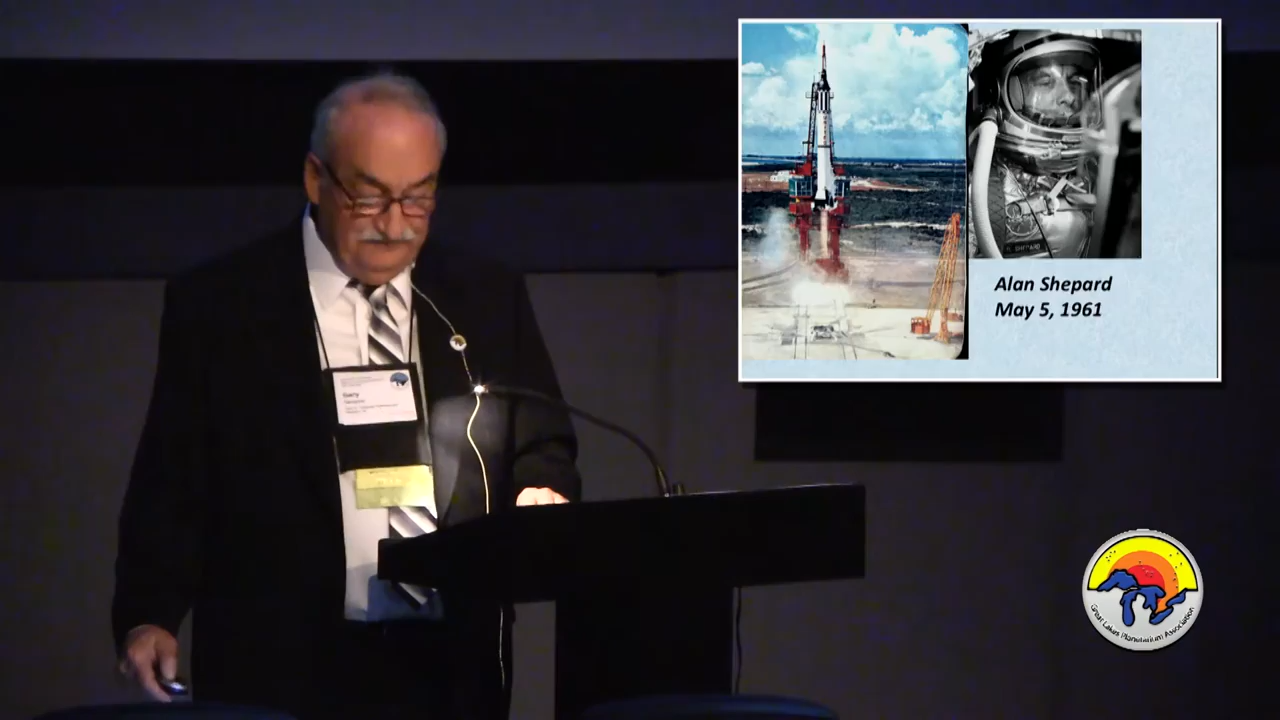 Alan Shepard
May 5, 1961
SHEPARD
Gary
Great Lakes Planetarium Association